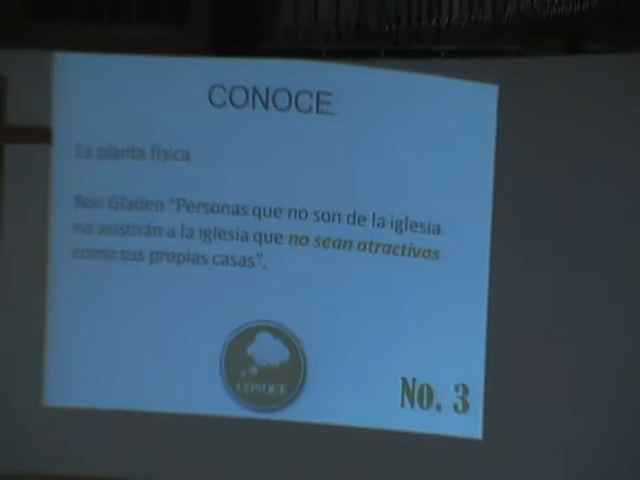 CONOCE
La planta física
Ron Gladen "Personas que no son de la iglesia
no asistirán a la iglesia que no sean atractivas
como sus propias casas".
CONOCE
No. 3